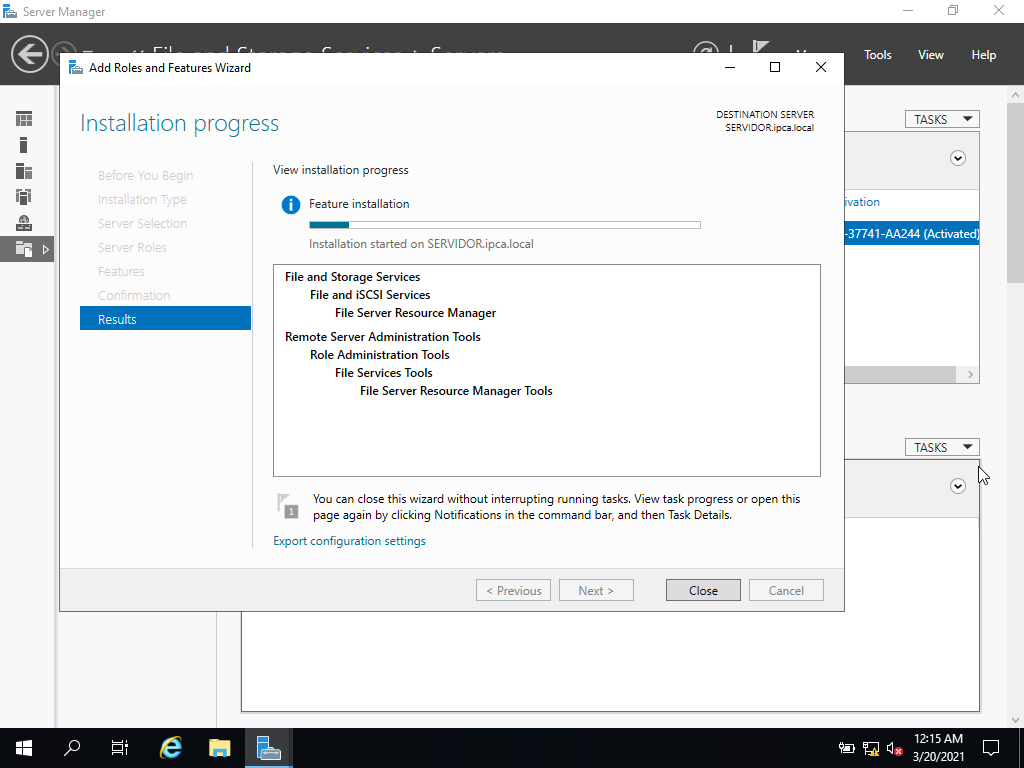 Server Manager
File and Storage Services
Servers
Tools
View
Help
Add Roles and Features Wizard
Installation progress
DESTINATION SERVER
SERVIDOR.ipca.local
TASKS
Before You Begin
Installation Type
Server Selection
Server Roles
Features
Confirmation
Results
View installation progress
Feature installation
Installation started on SERVIDOR.ipca.local
File and Storage Services
File and iSCSI Services
File Server Resource Manager
Remote Server Administration Tools
Role Administration Tools
File Services Tools
File Server Resource Manager Tools
ivation
-37741-AA244 (Activated)
TASKS
1
You can close this wizard without interrupting running tasks. View task progress or open this
page again by clicking Notifications in the command bar, and then Task Details.
Export configuration settings
< Previous
Next >
Close
Cancel
12:15 AM
3/20/2021